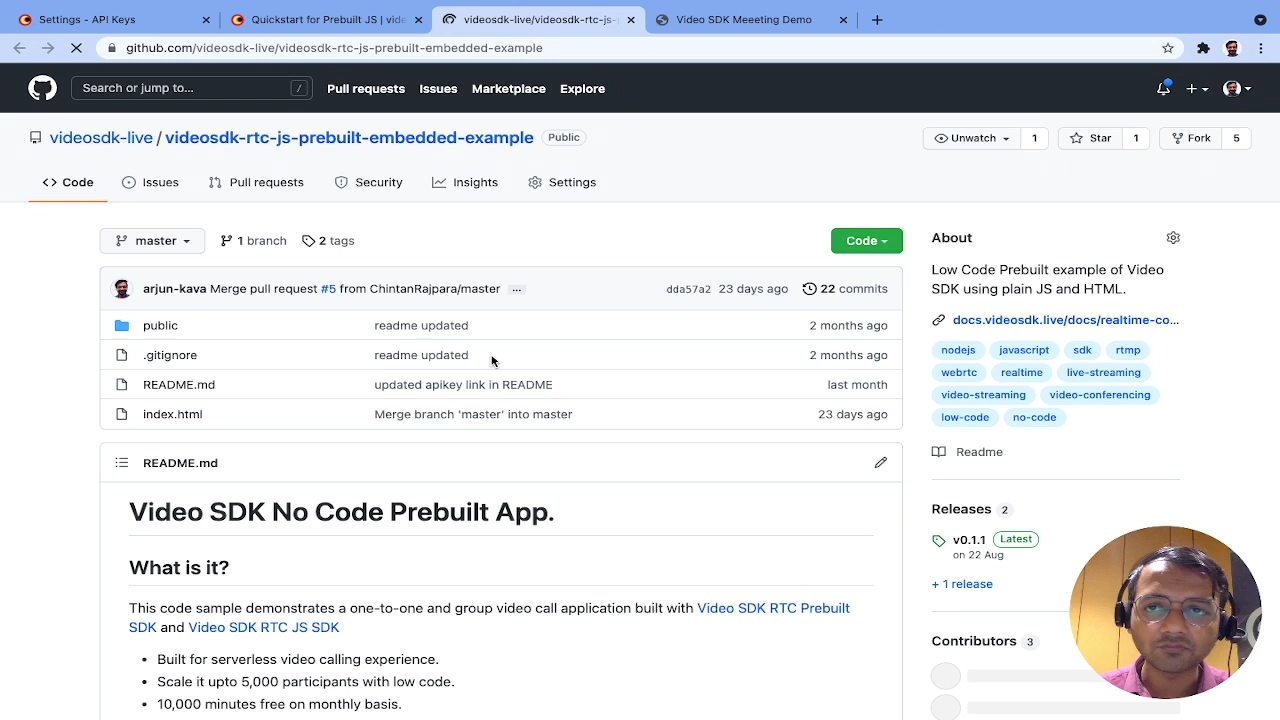 Settings - API Keys
Quickstart for Prebuilt JS | vide
videosdk-live/videosdk-rtc-js-p
Video SDK Meeeting Demo
github.com/videosdk-live/videosdk-rtc-js-prebuilt-embedded-example
Search or jump to... /
Pull requests Issues Marketplace Explore
videosdk-live / videosdk-rtc-js-prebuilt-embedded-example Public
Unwatch 1 Star 1 Fork 5
Code Issues Pull requests Security Insights Settings
master 1 branch 2 tags Code
arjun-kava Merge pull request #5 from ChintanRajpara/master ... dda57a2 23 days ago 22 commits
public readme updated 2 months ago
.gitignore readme updated 2 months ago
README.md updated apikey link in README last month
index.html Merge branch 'master' into master 23 days ago
README.md
Video SDK No Code Prebuilt App.
What is it?
This code sample demonstrates a one-to-one and group video call application built with Video SDK RTC Prebuilt
SDK and Video SDK RTC JS SDK
• Built for serverless video calling experience.
• Scale it upto 5,000 participants with low code.
• 10,000 minutes free on monthly basis.
About
Low Code Prebuilt example of Video
SDK using plain JS and HTML.
docs.videosdk.live/docs/realtime-co...
nodejs javascript sdk rtmp
webrtc realtime live-streaming
video-streaming video-conferencing
low-code no-code
Readme
Releases 2
v0.1.1 Latest
on 22 Aug
+ 1 release
Contributors 3